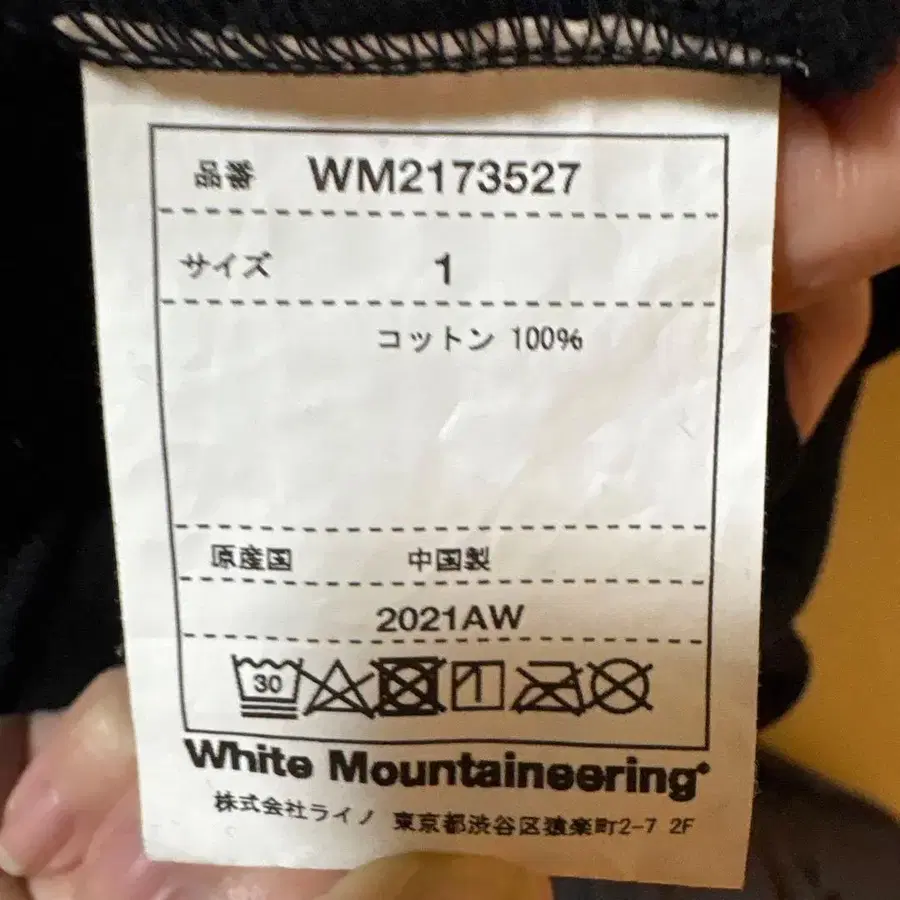 品番 WM2173527
サイズ 1
コットン 100%
原産国 中国製
2021AW
30
White Mountaineering
株式会社ライノ 東京都渋谷区猿楽町2-7 2F